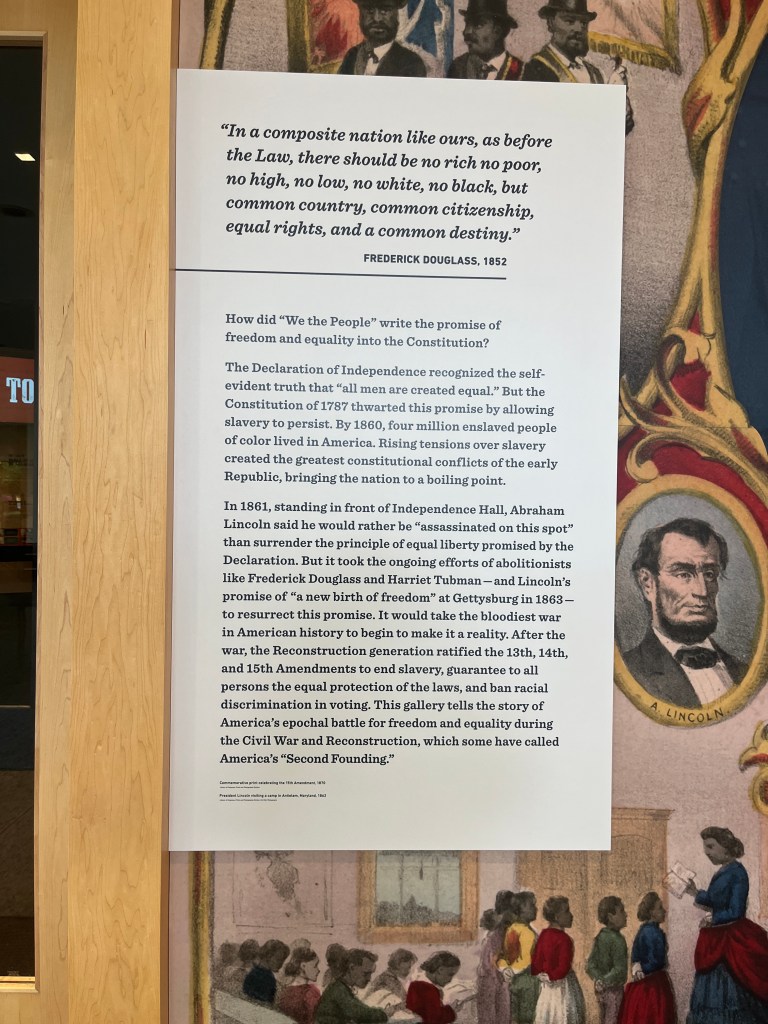 "In a composite nation like ours, as before
the Law, there should be no rich no poor,
no high, no low, no white, no black, but
common country, common citizenship,
equal rights, and a common destiny."
FREDERICK DOUGLASS, 1852
How did "We the People" write the promise of
freedom and equality into the Constitution?
The Declaration of Independence recognized the self-
evident truth that "all men are created equal." But the
Constitution of 1787 thwarted this promise by allowing
slavery to persist. By 1860, four million enslaved people
of color lived in America. Rising tensions over slavery
created the greatest constitutional conflicts of the early
Republic, bringing the nation to a boiling point.
In 1861, standing in front of Independence Hall, Abraham
Lincoln said he would rather be "assassinated on this spot"
than surrender the principle of equal liberty promised by the
Declaration. But it took the ongoing efforts of abolitionists
like Frederick Douglass and Harriet Tubman—and Lincoln's
promise of "a new birth of freedom" at Gettysburg in 1863—
to resurrect this promise. It would take the bloodiest war
in American history to begin to make it a reality. After the
war, the Reconstruction generation ratified the 13th, 14th,
and 15th Amendments to end slavery, guarantee to all
persons the equal protection of the laws, and ban racial
discrimination in voting. This gallery tells the story of
America's epochal battle for freedom and equality during
the Civil War and Reconstruction, which some have called
America's "Second Founding."
Commemorative print celebrating the 15th Amendment, 1870
President Lincoln visiting a camp in Antietam, Maryland, 1862
TO
A. LINCOLN.